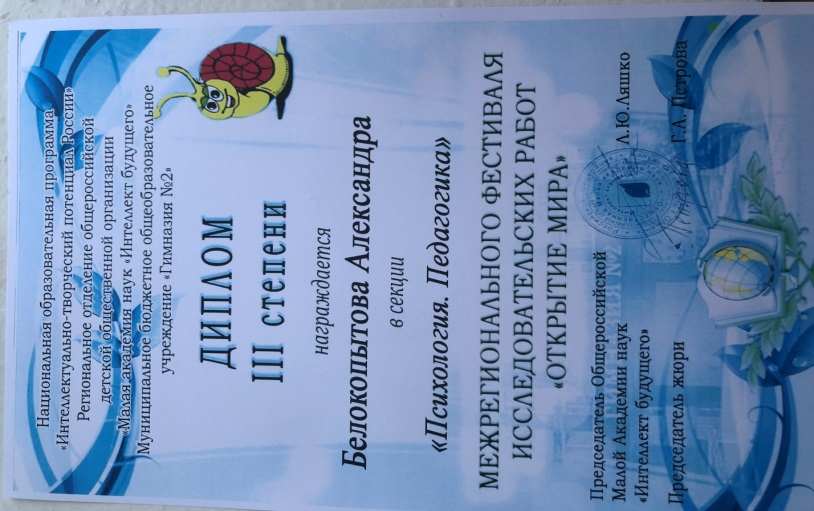 Национальная образовательная программа
«Интеллектуально-творческий потенциал России»
Региональное отделение общероссийской
детской общественной организации
«Малая академия наук «Интеллект будущего»
Муниципальное бюджетное общеобразовательное
учреждение «Гимназия №2»
ДИПЛОМ
III степени
награждается
Белокопытова Александра
в секции
«Психология. Педагогика»
МЕЖРЕГИОНАЛЬНОГО ФЕСТИВАЛЯ
ИССЛЕДОВАТЕЛЬСКИХ РАБОТ
«ОТКРЫТИЕ МИРА»
Председатель Общероссийской
Малой Академии наук
«Интеллект будущего» Л.Ю.Ляшко
Председатель жюри Г.А. Петрова